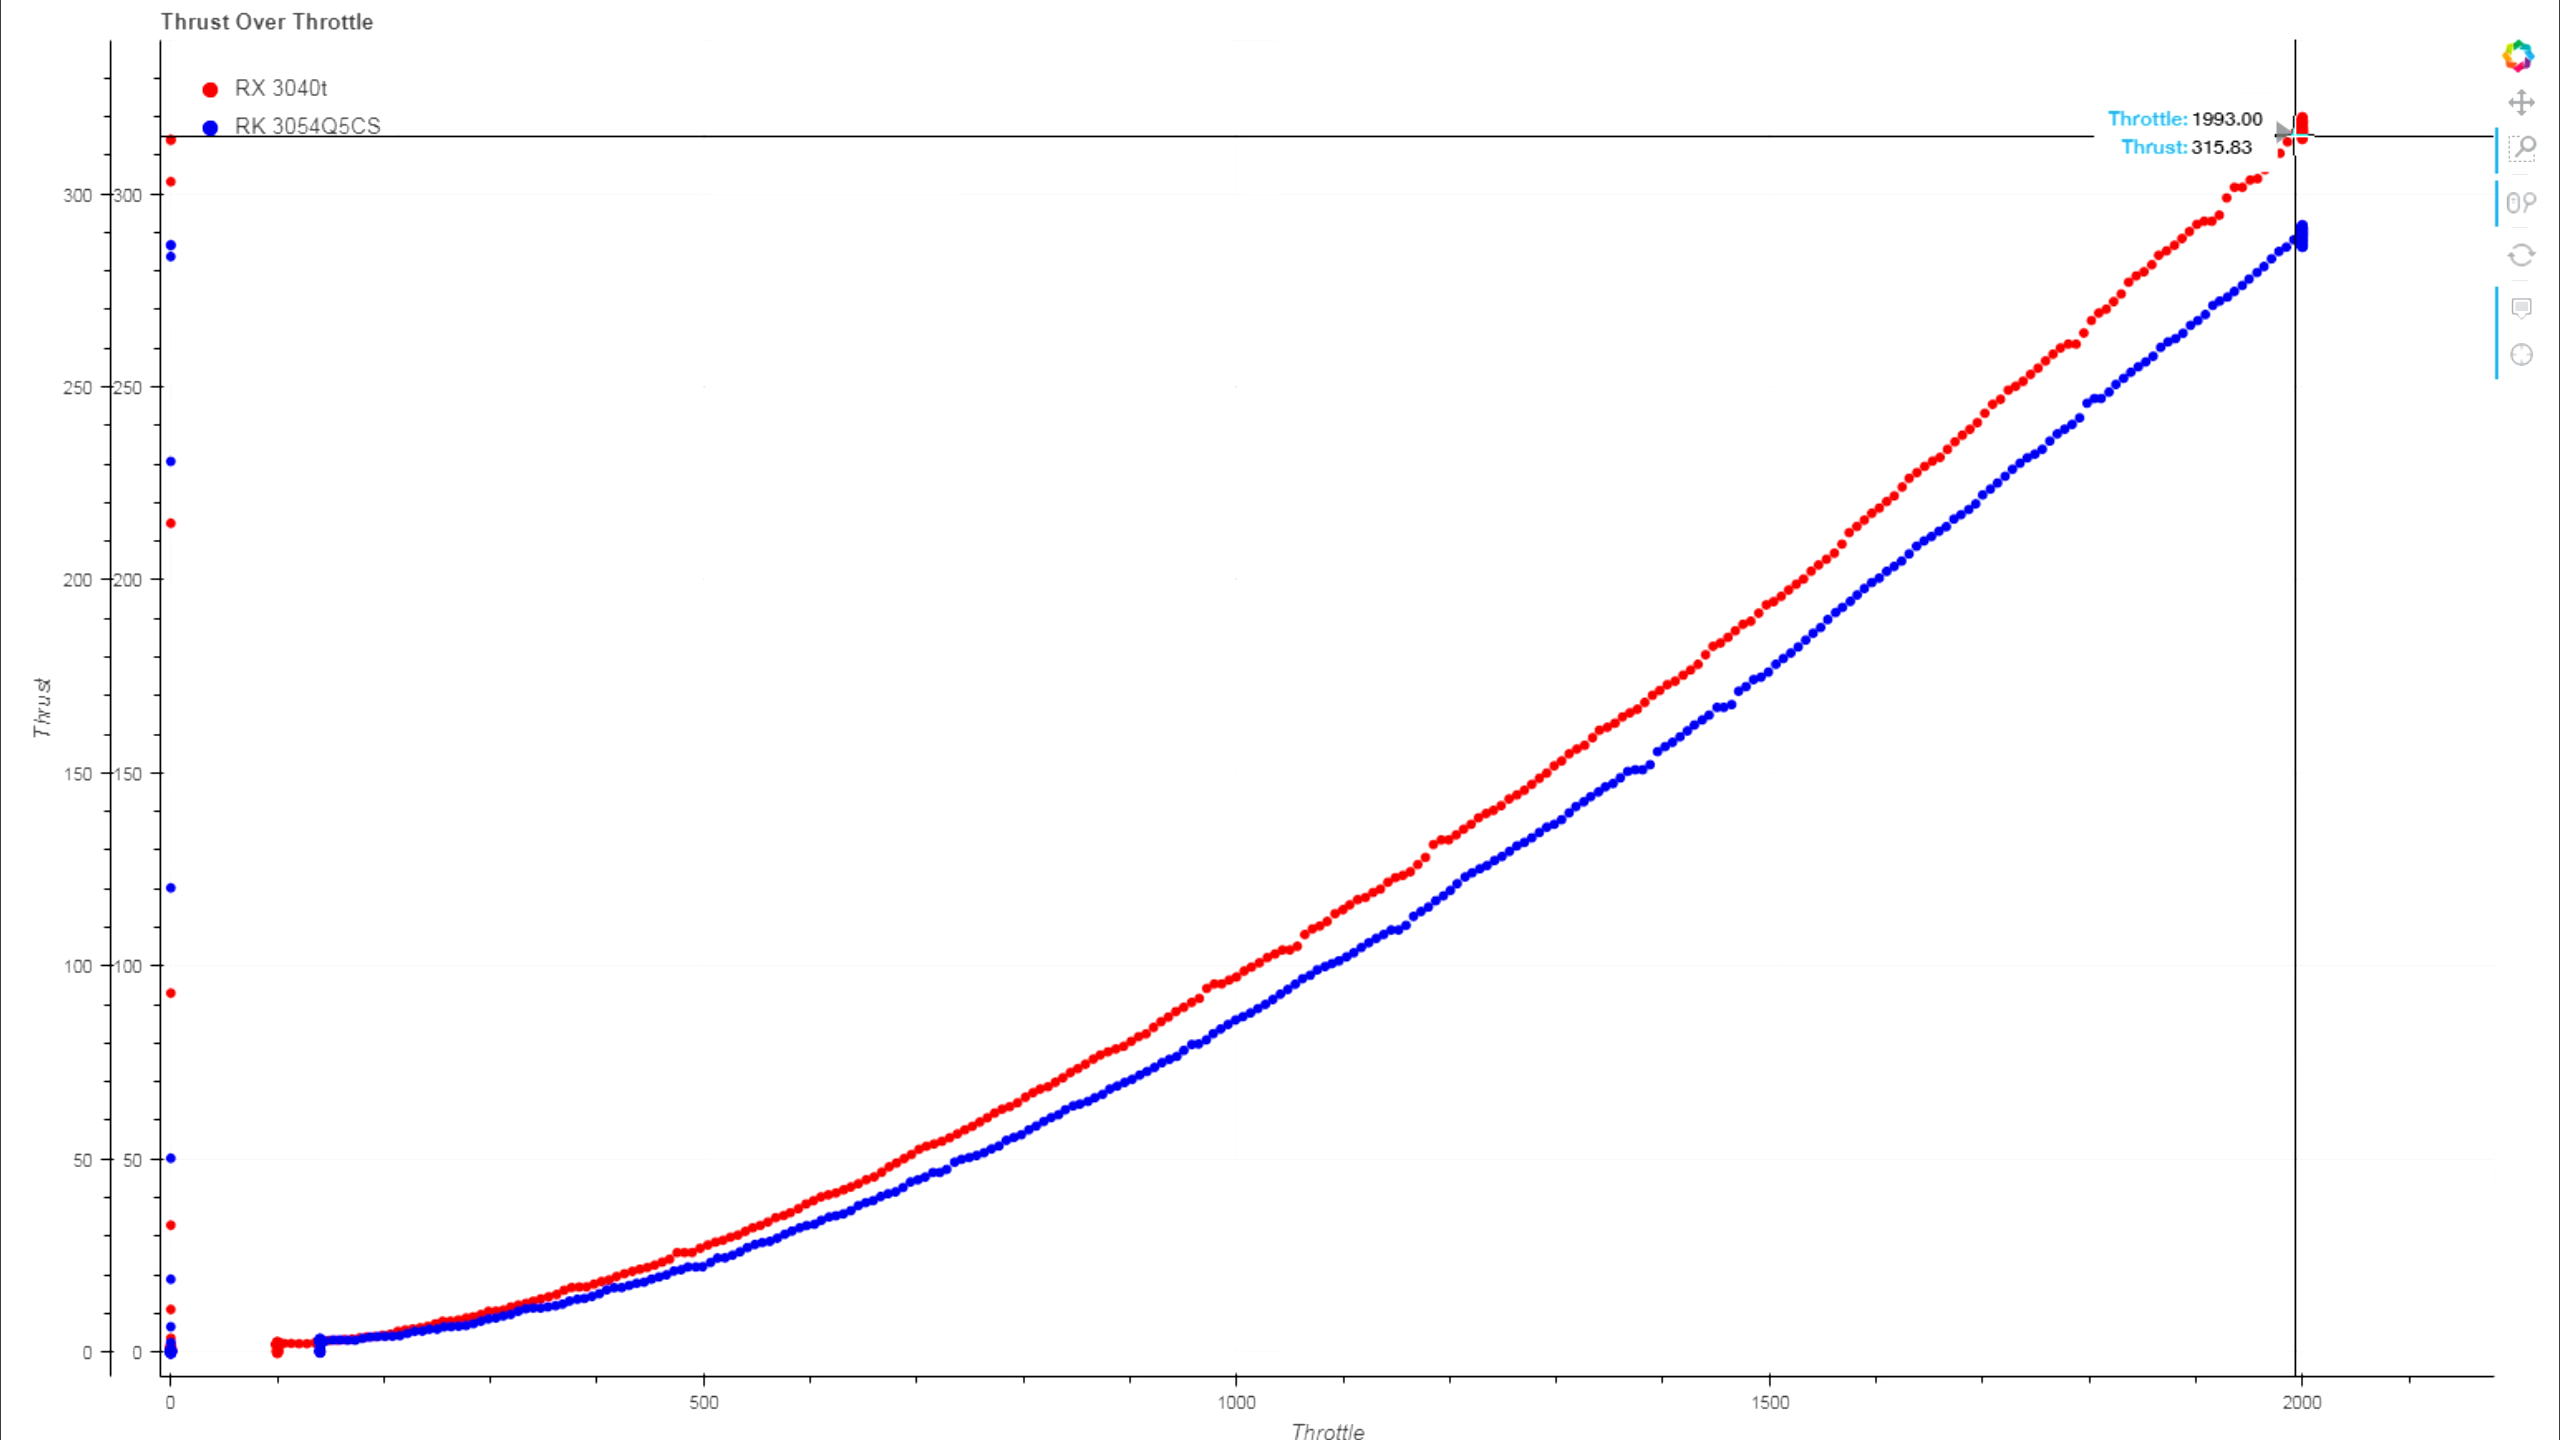 Thrust Over Throttle
RX 3040t
RK 3054Q5CS
Throttle: 1993.00
Thrust: 315.83
300 300
250 250
200 200
150 150
100 100
50 50
0 0
Thrust
0 500 1000 1500 2000
Throttle